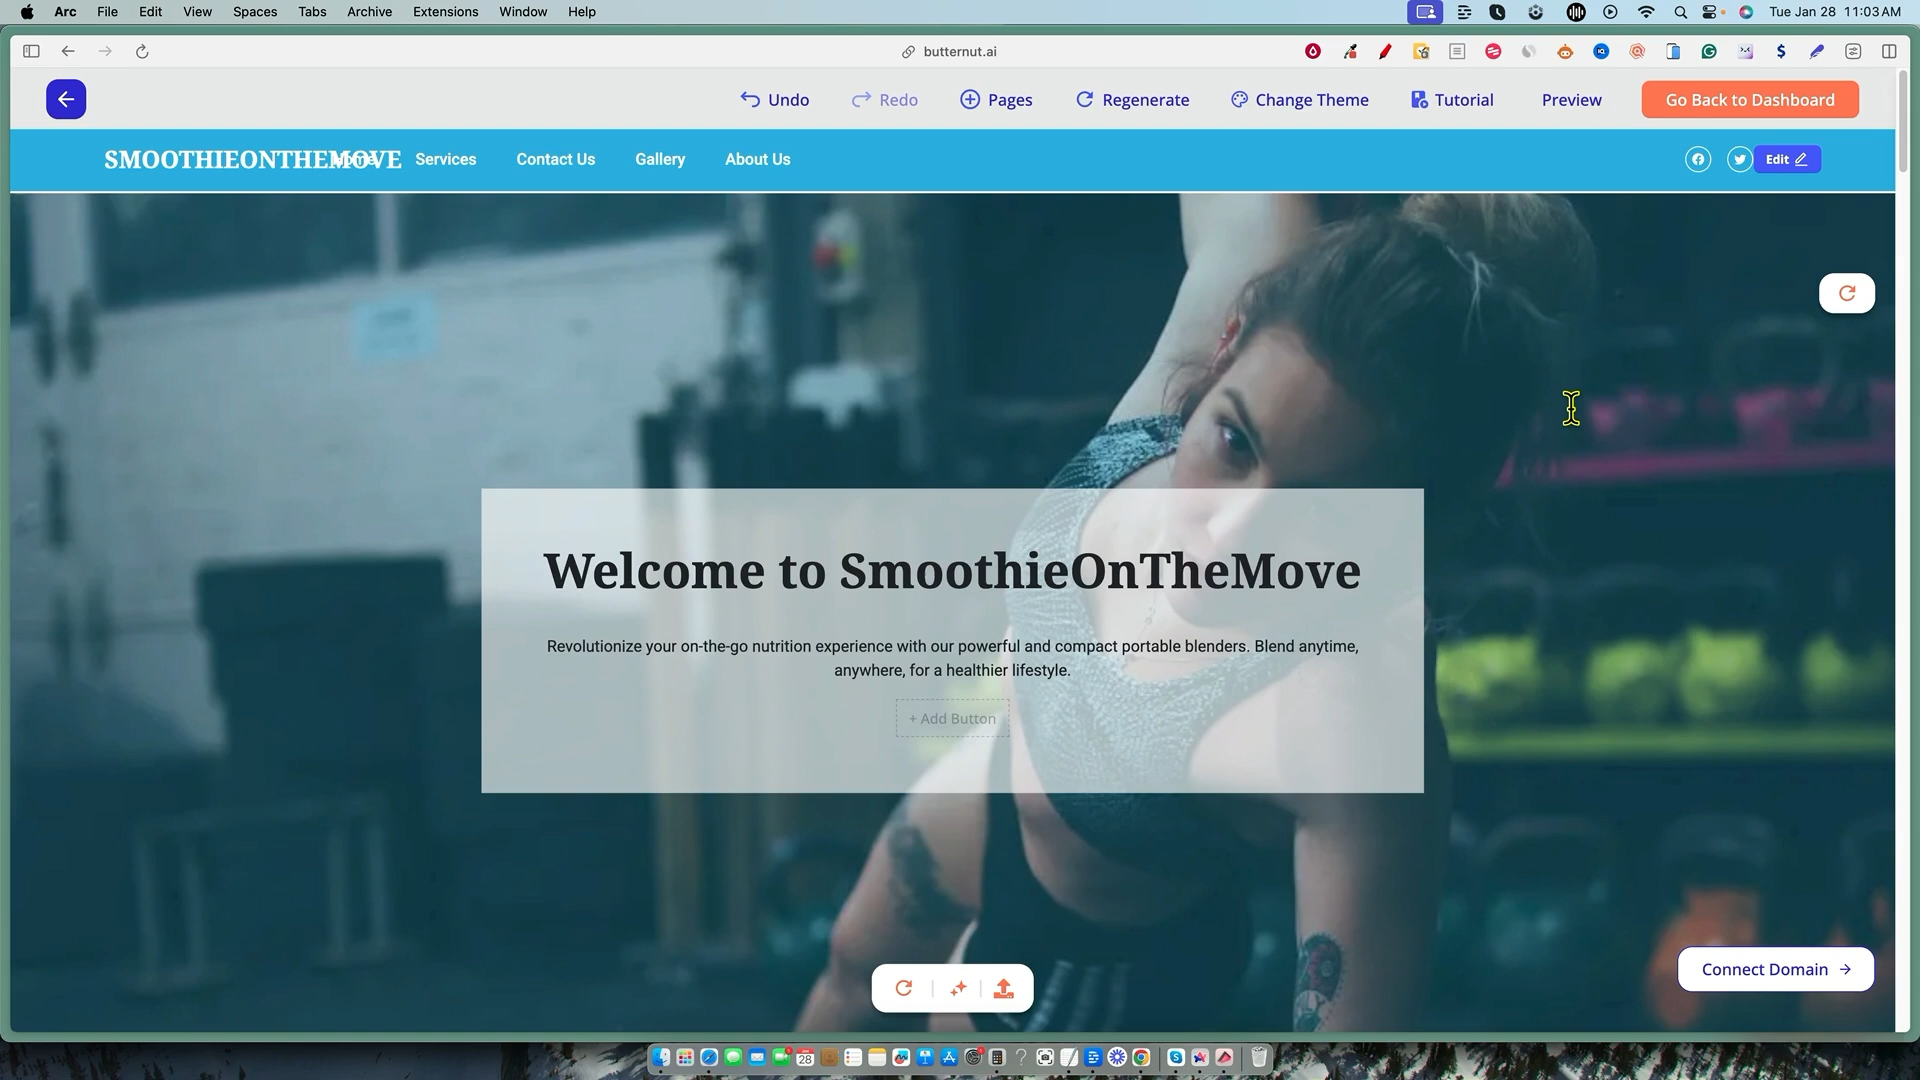 Arc File Edit View Spaces Tabs Archive Extensions Window Help Tue Jan 28 11:03 AM
butternut.ai
Undo Redo Pages Regenerate Change Theme Tutorial Preview Go Back to Dashboard
SMOOTHIEONTHEMOVE Home Services Contact Us Gallery About Us Edit
Welcome to SmoothieOnTheMove
Revolutionize your on-the-go nutrition experience with our powerful and compact portable blenders. Blend anytime,
anywhere, for a healthier lifestyle.
+ Add Button
Connect Domain
28